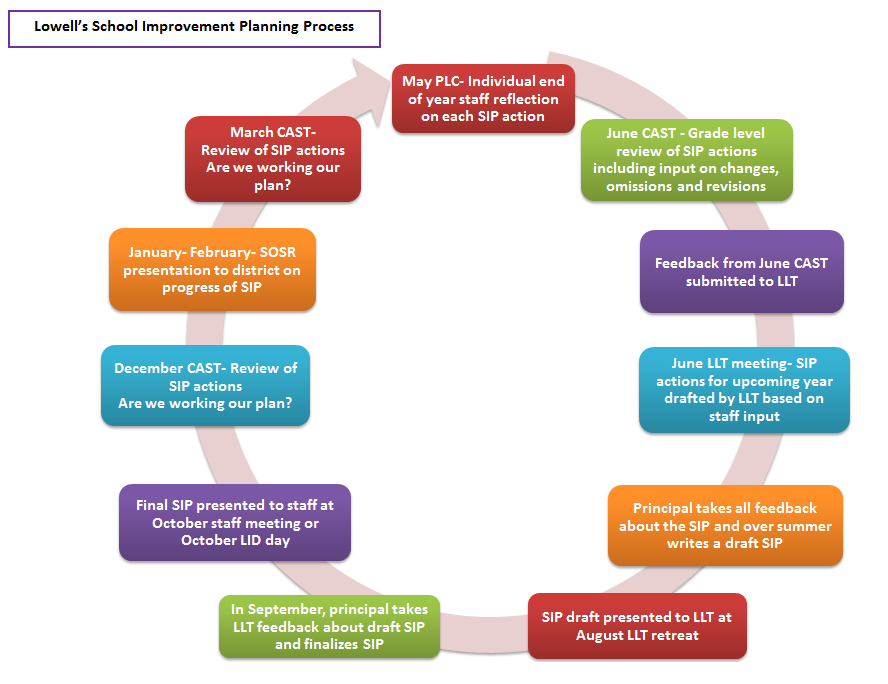 Lowell's School Improvement Planning Process
May PLC- Individual end
of year staff reflection
on each SIP action
June CAST - Grade level
review of SIP actions
including input on changes,
omissions and revisions
Feedback from June CAST
submitted to LLT
June LLT meeting- SIP
actions for upcoming year
drafted by LLT based on
staff input
Principal takes all feedback
about the SIP and over summer
writes a draft SIP
SIP draft presented to LLT at
August LLT retreat
In September, principal takes
LLT feedback about draft SIP
and finalizes SIP
Final SIP presented to staff at
October staff meeting or
October LID day
December CAST- Review of
SIP actions
Are we working our plan?
January- February- SOSR
presentation to district on
progress of SIP
March CAST-
Review of SIP actions
Are we working our
plan?